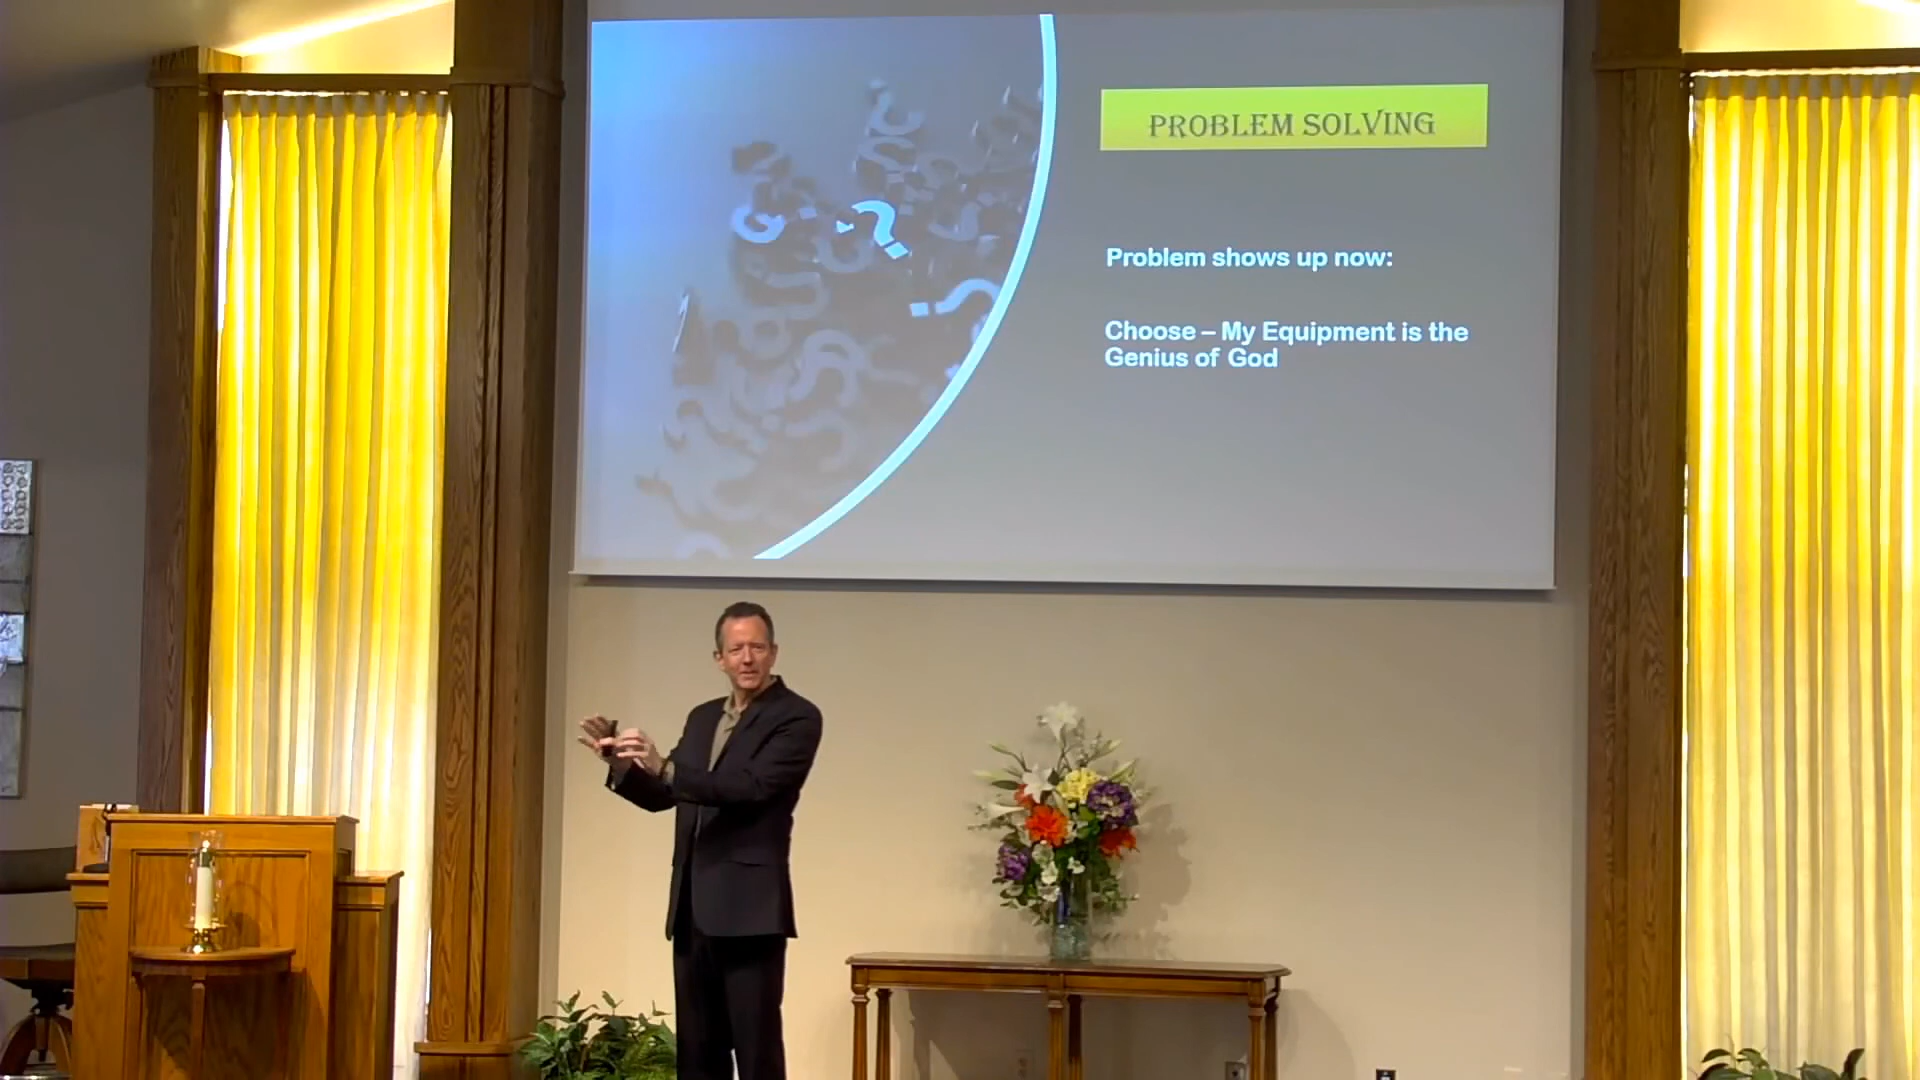 PROBLEM SOLVING
Problem shows up now:
Choose – My Equipment is the
Genius of God